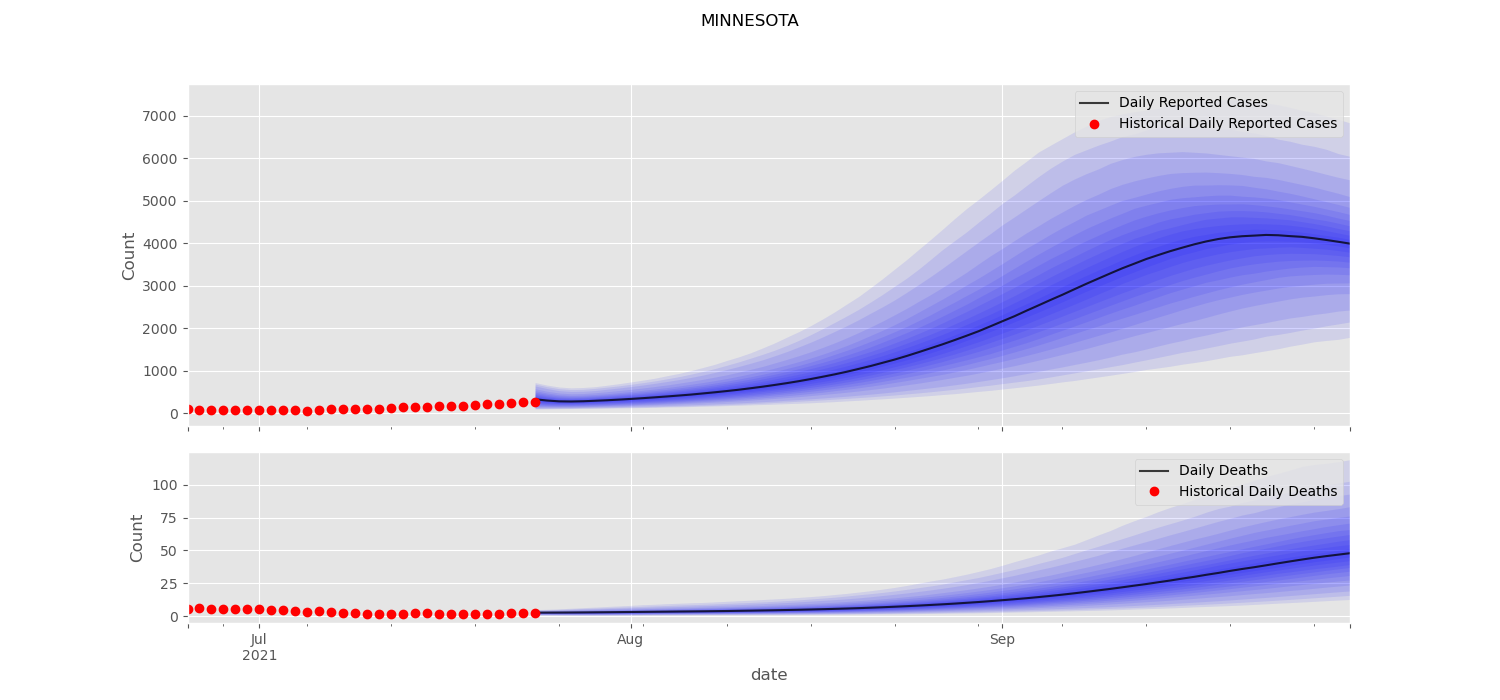 MINNESOTA
7000
6000
5000
4000
3000
2000
1000
0
Count
Daily Reported Cases
Historical Daily Reported Cases
100
75
50
25
0
Count
Daily Deaths
Historical Daily Deaths
Jul
2021
Aug
Sep
date